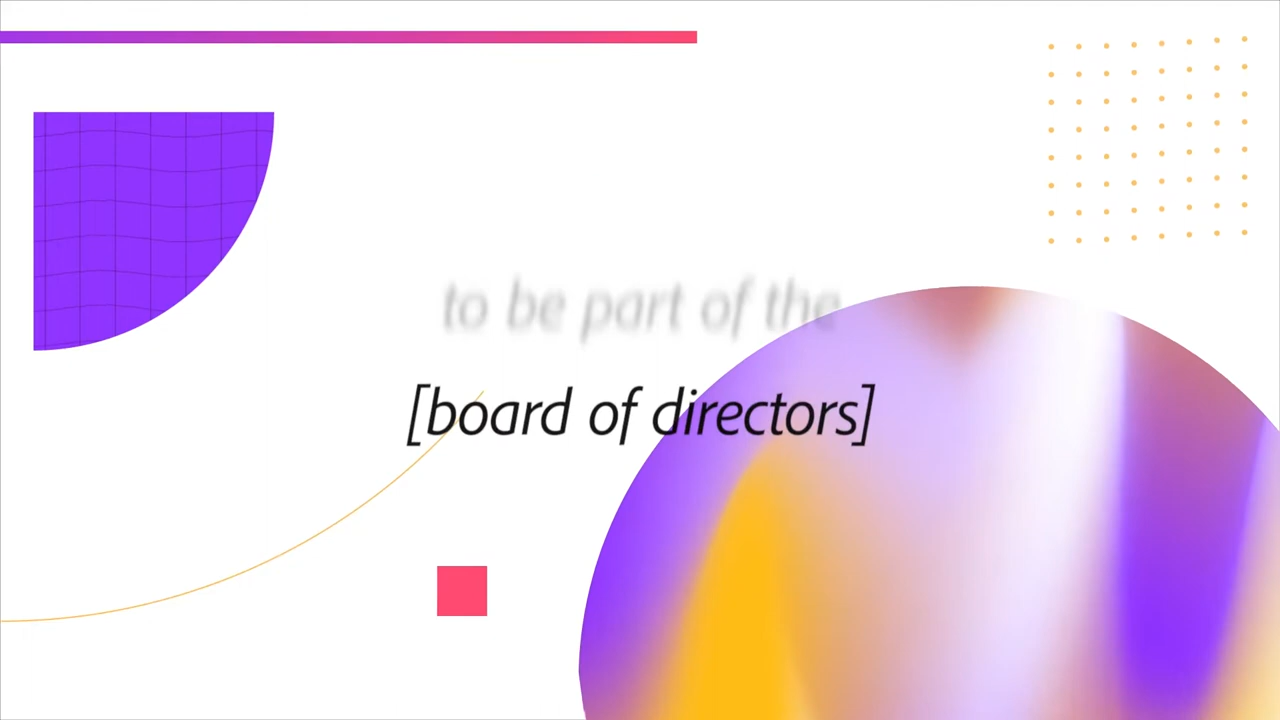 to be part of the
[board of directors]